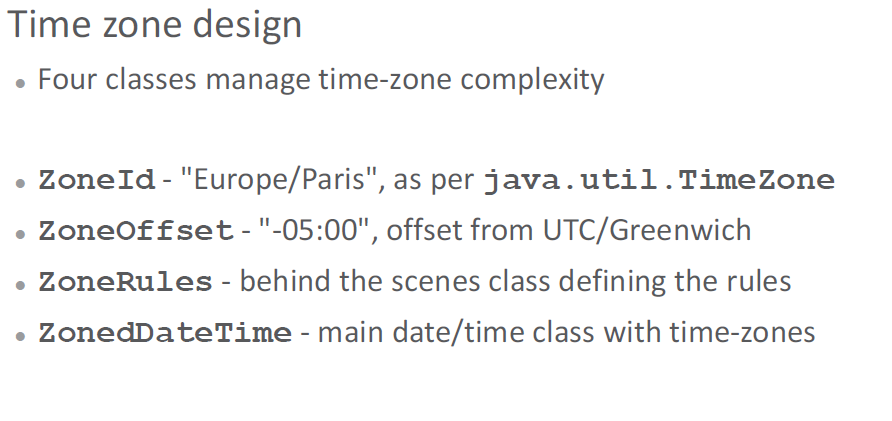 Time zone design
• Four classes manage time-zone complexity
• ZoneId - "Europe/Paris", as per java.util.TimeZone
• ZoneOffset - "-05:00", offset from UTC/Greenwich
• ZoneRules - behind the scenes class defining the rules
• ZonedDateTime - main date/time class with time-zones